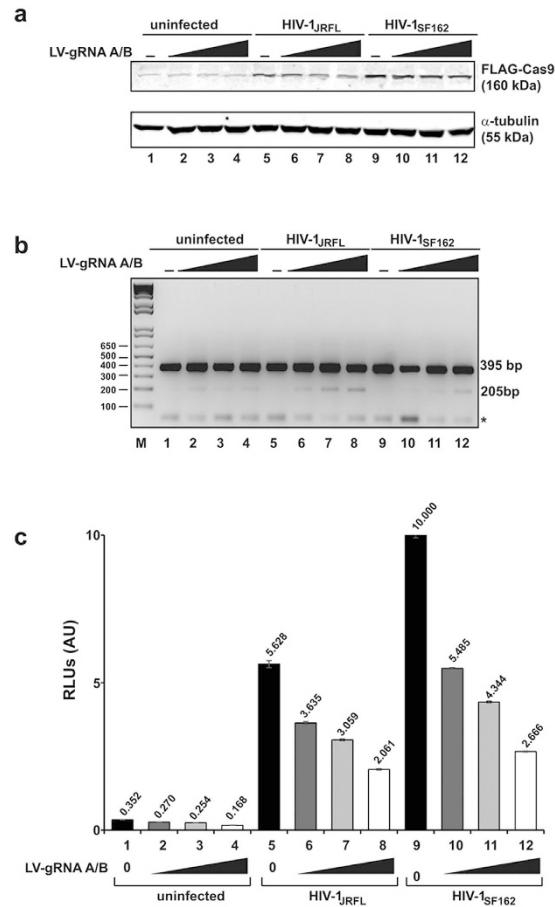 a
uninfected HIV-1JRFL HIV-1SF162
LV-gRNA A/B – – –
FLAG-Cas9
(160 kDa)
α-tubulin
(55 kDa)
1 2 3 4 5 6 7 8 9 10 11 12
b
uninfected HIV-1JRFL HIV-1SF162
LV-gRNA A/B – – –
650
500
400
300
200
100
395 bp
205bp
*
M 1 2 3 4 5 6 7 8 9 10 11 12
c
RLUs (AU)
10
5
0
0.352 0.270 0.254 0.168 5.628 3.635 3.059 2.061 10.000 5.485 4.344 2.666
1 2 3 4 5 6 7 8 9 10 11 12
LV-gRNA A/B 0 0 0
uninfected HIV-1JRFL HIV-1SF162